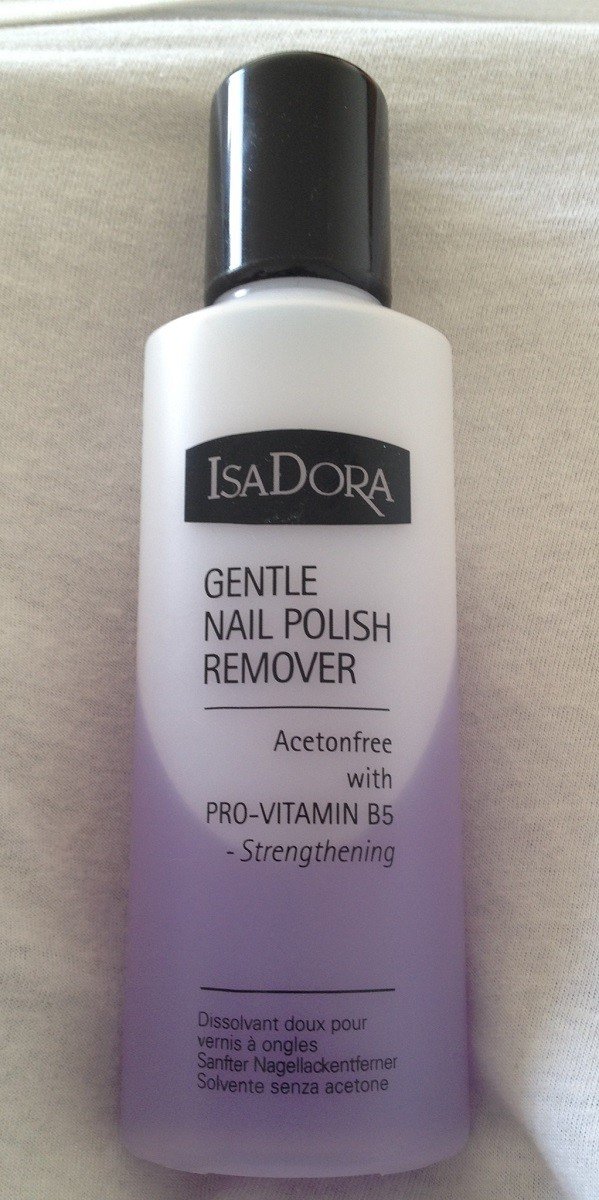 ISADORA
GENTLE
NAIL POLISH
REMOVER
Acetonfree
with
PRO-VITAMIN B5
- Strengthening
Dissolvant doux pour
vernis à ongles
Sanfter Nagellackentferner
Solvente senza acetone